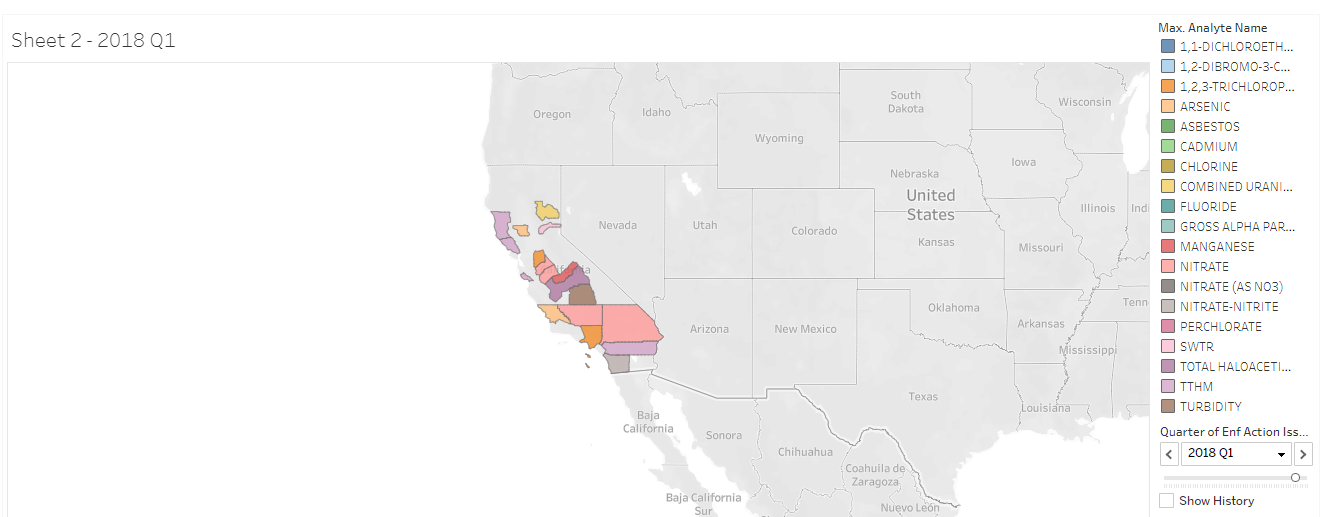 Sheet 2 - 2018 Q1
Oregon
Idaho
Wyoming
South
Dakota
Wisconsin
Nebraska
Iowa
United
States
Illinois
Indi
Nevada
Utah
Colorado
Kansas
Missouri
Arizona
New Mexico
Oklahoma
Arkansas
Tenn
Mississippi
Texas
Louisiana
Baja
California
Sonora
Chihuahua
Coahuila de
Zaragoza
Baja California
Sur
Nuevo León
Max. Analyte Name
1,1-DICHLOROETH...
1,2-DIBROMO-3-C...
1,2,3-TRICHLOROP...
ARSENIC
ASBESTOS
CADMIUM
CHLORINE
COMBINED URANI...
FLUORIDE
GROSS ALPHA PAR...
MANGANESE
NITRATE
NITRATE (AS NO3)
NITRATE-NITRITE
PERCHLORATE
SWTR
TOTAL HALOACETI...
TTHM
TURBIDITY
Quarter of Enf Action Iss...
2018 Q1
Show History